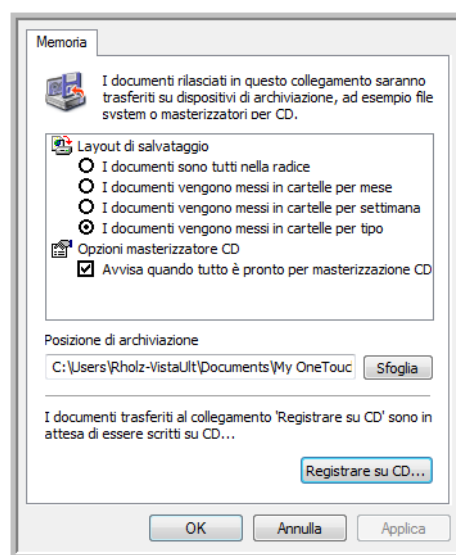 Memoria
I documenti rilasciati in questo collegamento saranno
trasferiti su dispositivi di archiviazione, ad esempio file
system o masterizzatori per CD.
Layout di salvataggio
I documenti sono tutti nella radice
I documenti vengono messi in cartelle per mese
I documenti vengono messi in cartelle per settimana
I documenti vengono messi in cartelle per tipo
Opzioni masterizzatore CD
Avvisa quando tutto è pronto per masterizzazione CD
Posizione di archiviazione
C:\Users\Rholz-VistaUlt\Documents\My OneTouc
Sfoglia
I documenti trasferiti al collegamento 'Registrare su CD' sono in
attesa di essere scritti su CD...
Registrare su CD...
OK
Annulla
Applica